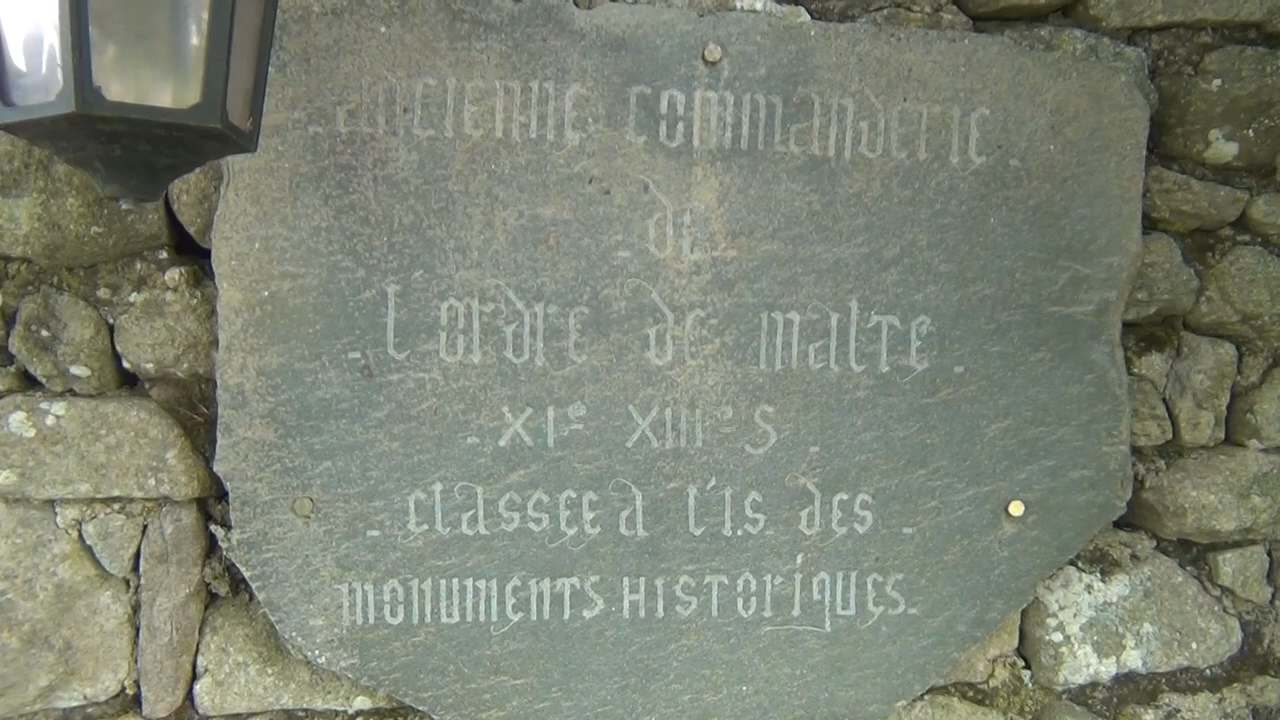 - ancienne commanderie -
- de -
- l'ordre de malte -
- XIe XIIIe S -
- classée à l'I.S des -
- monuments Historiques -